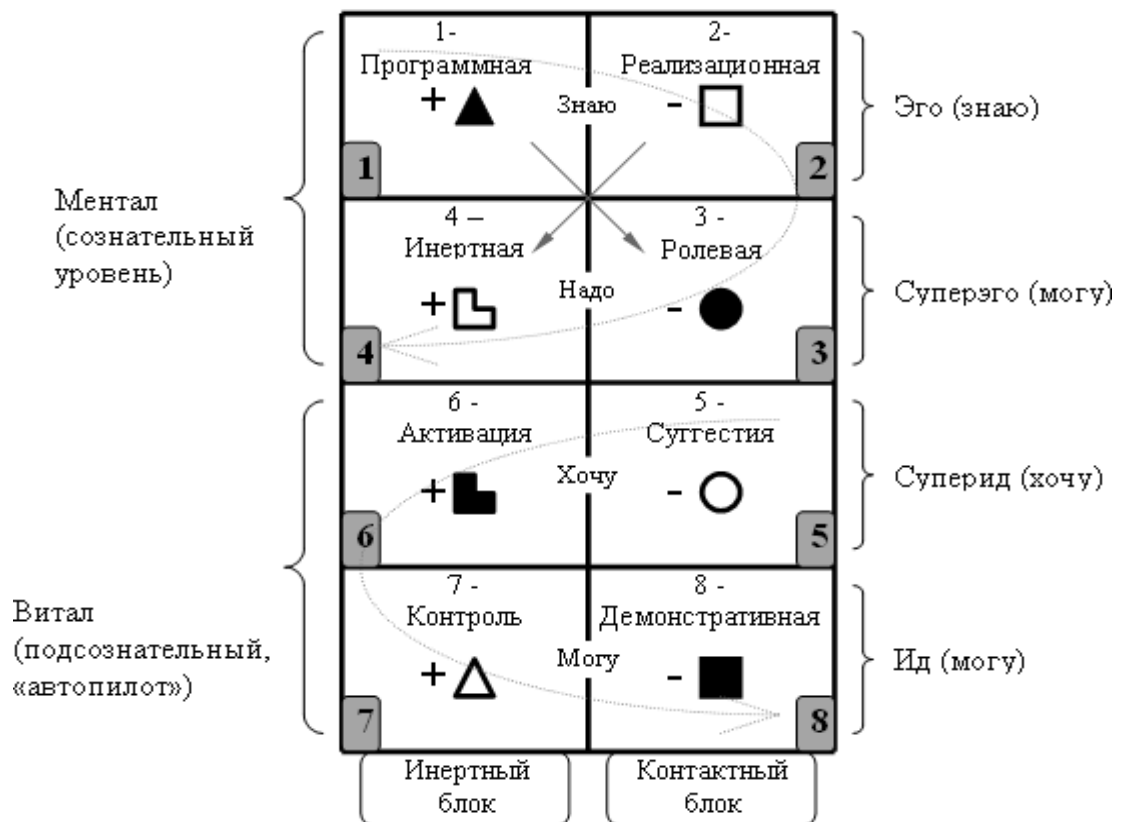 1-
Программная
+
Знаю
1
2-
Реализационная
-
2
Эго (знаю)
Ментал
(сознательный
уровень)
4 –
Инертная
+
Надо
4
3 -
Ролевая
-
3
Суперэго (могу)
6 -
Активация
+
Хочу
6
5 -
Суггестия
-
5
Суперид (хочу)
Витал
(подсознательный,
«автопилот»)
7 -
Контроль
+
Могу
7
8 -
Демонстративная
-
8
Ид (могу)
Инертный
блок
Контактный
блок